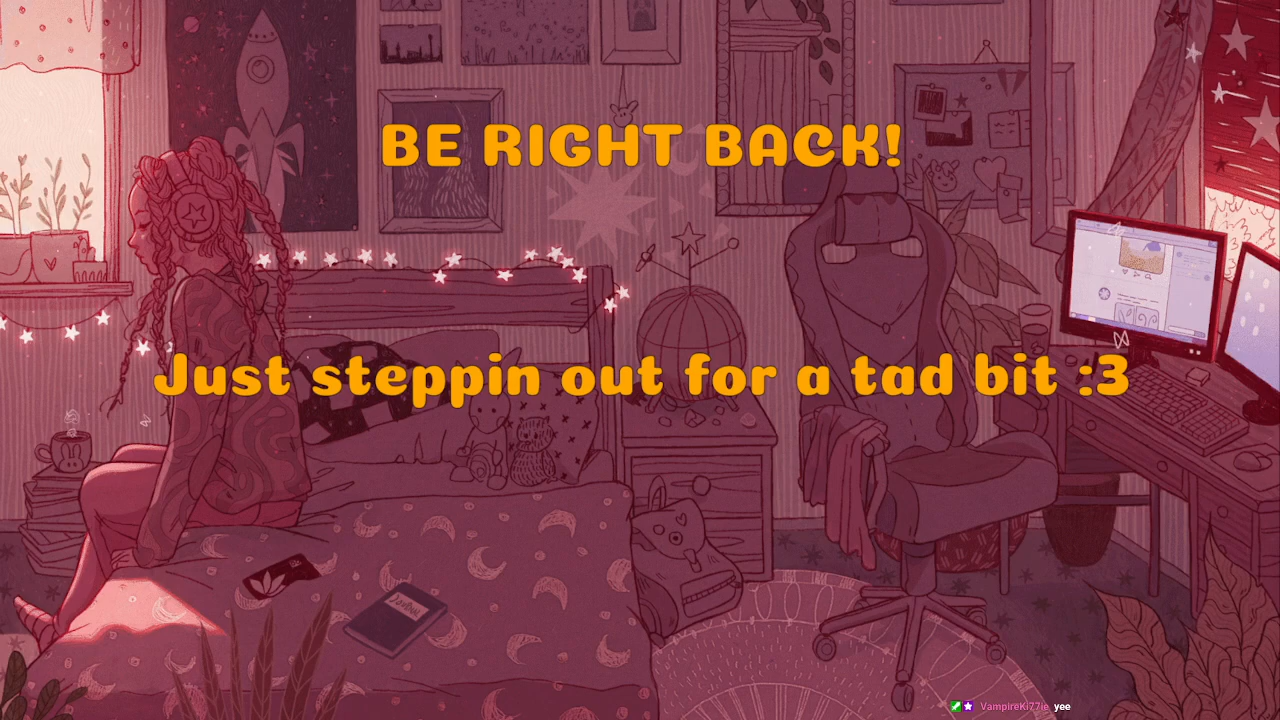 BE RIGHT BACK!
Just steppin out for a tad bit :3
VampireKi77ie yee